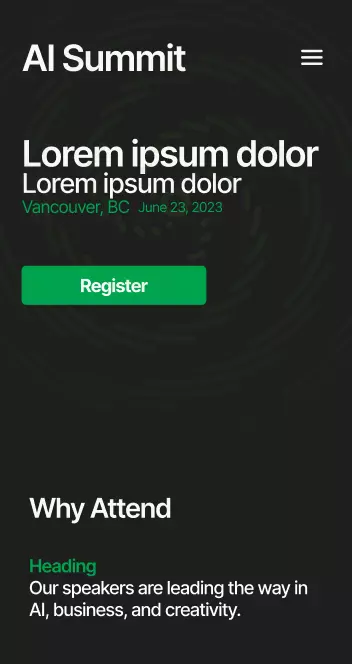 AI Summit
Lorem ipsum dolor
Lorem ipsum dolor
Vancouver, BC June 23, 2023
Register
Why Attend
Heading
Our speakers are leading the way in
AI, business, and creativity.